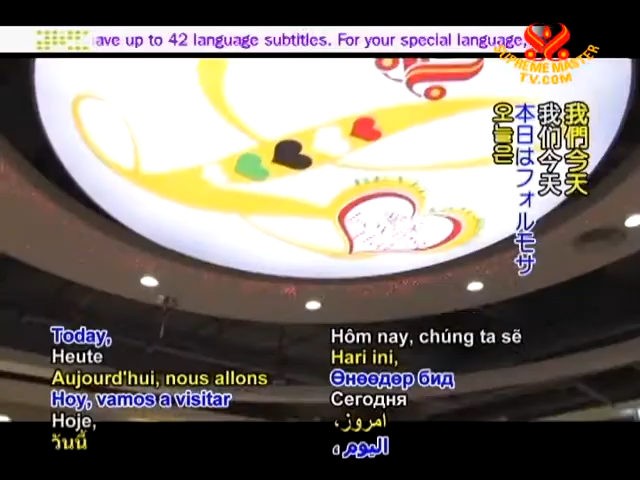 ave up to 42 language subtitles. For your special language,
SUPREME MASTER
TV.COM
我們今天
我们今天
本日はフォルモサ
오늘은
Today,
Heute
Aujourd'hui, nous allons
Hoy, vamos a visitar
Hoje,
วันนี้
Hôm nay, chúng ta sẽ
Hari ini,
Өнөөдөр бид
Сегодня
امروز،
اليوم،